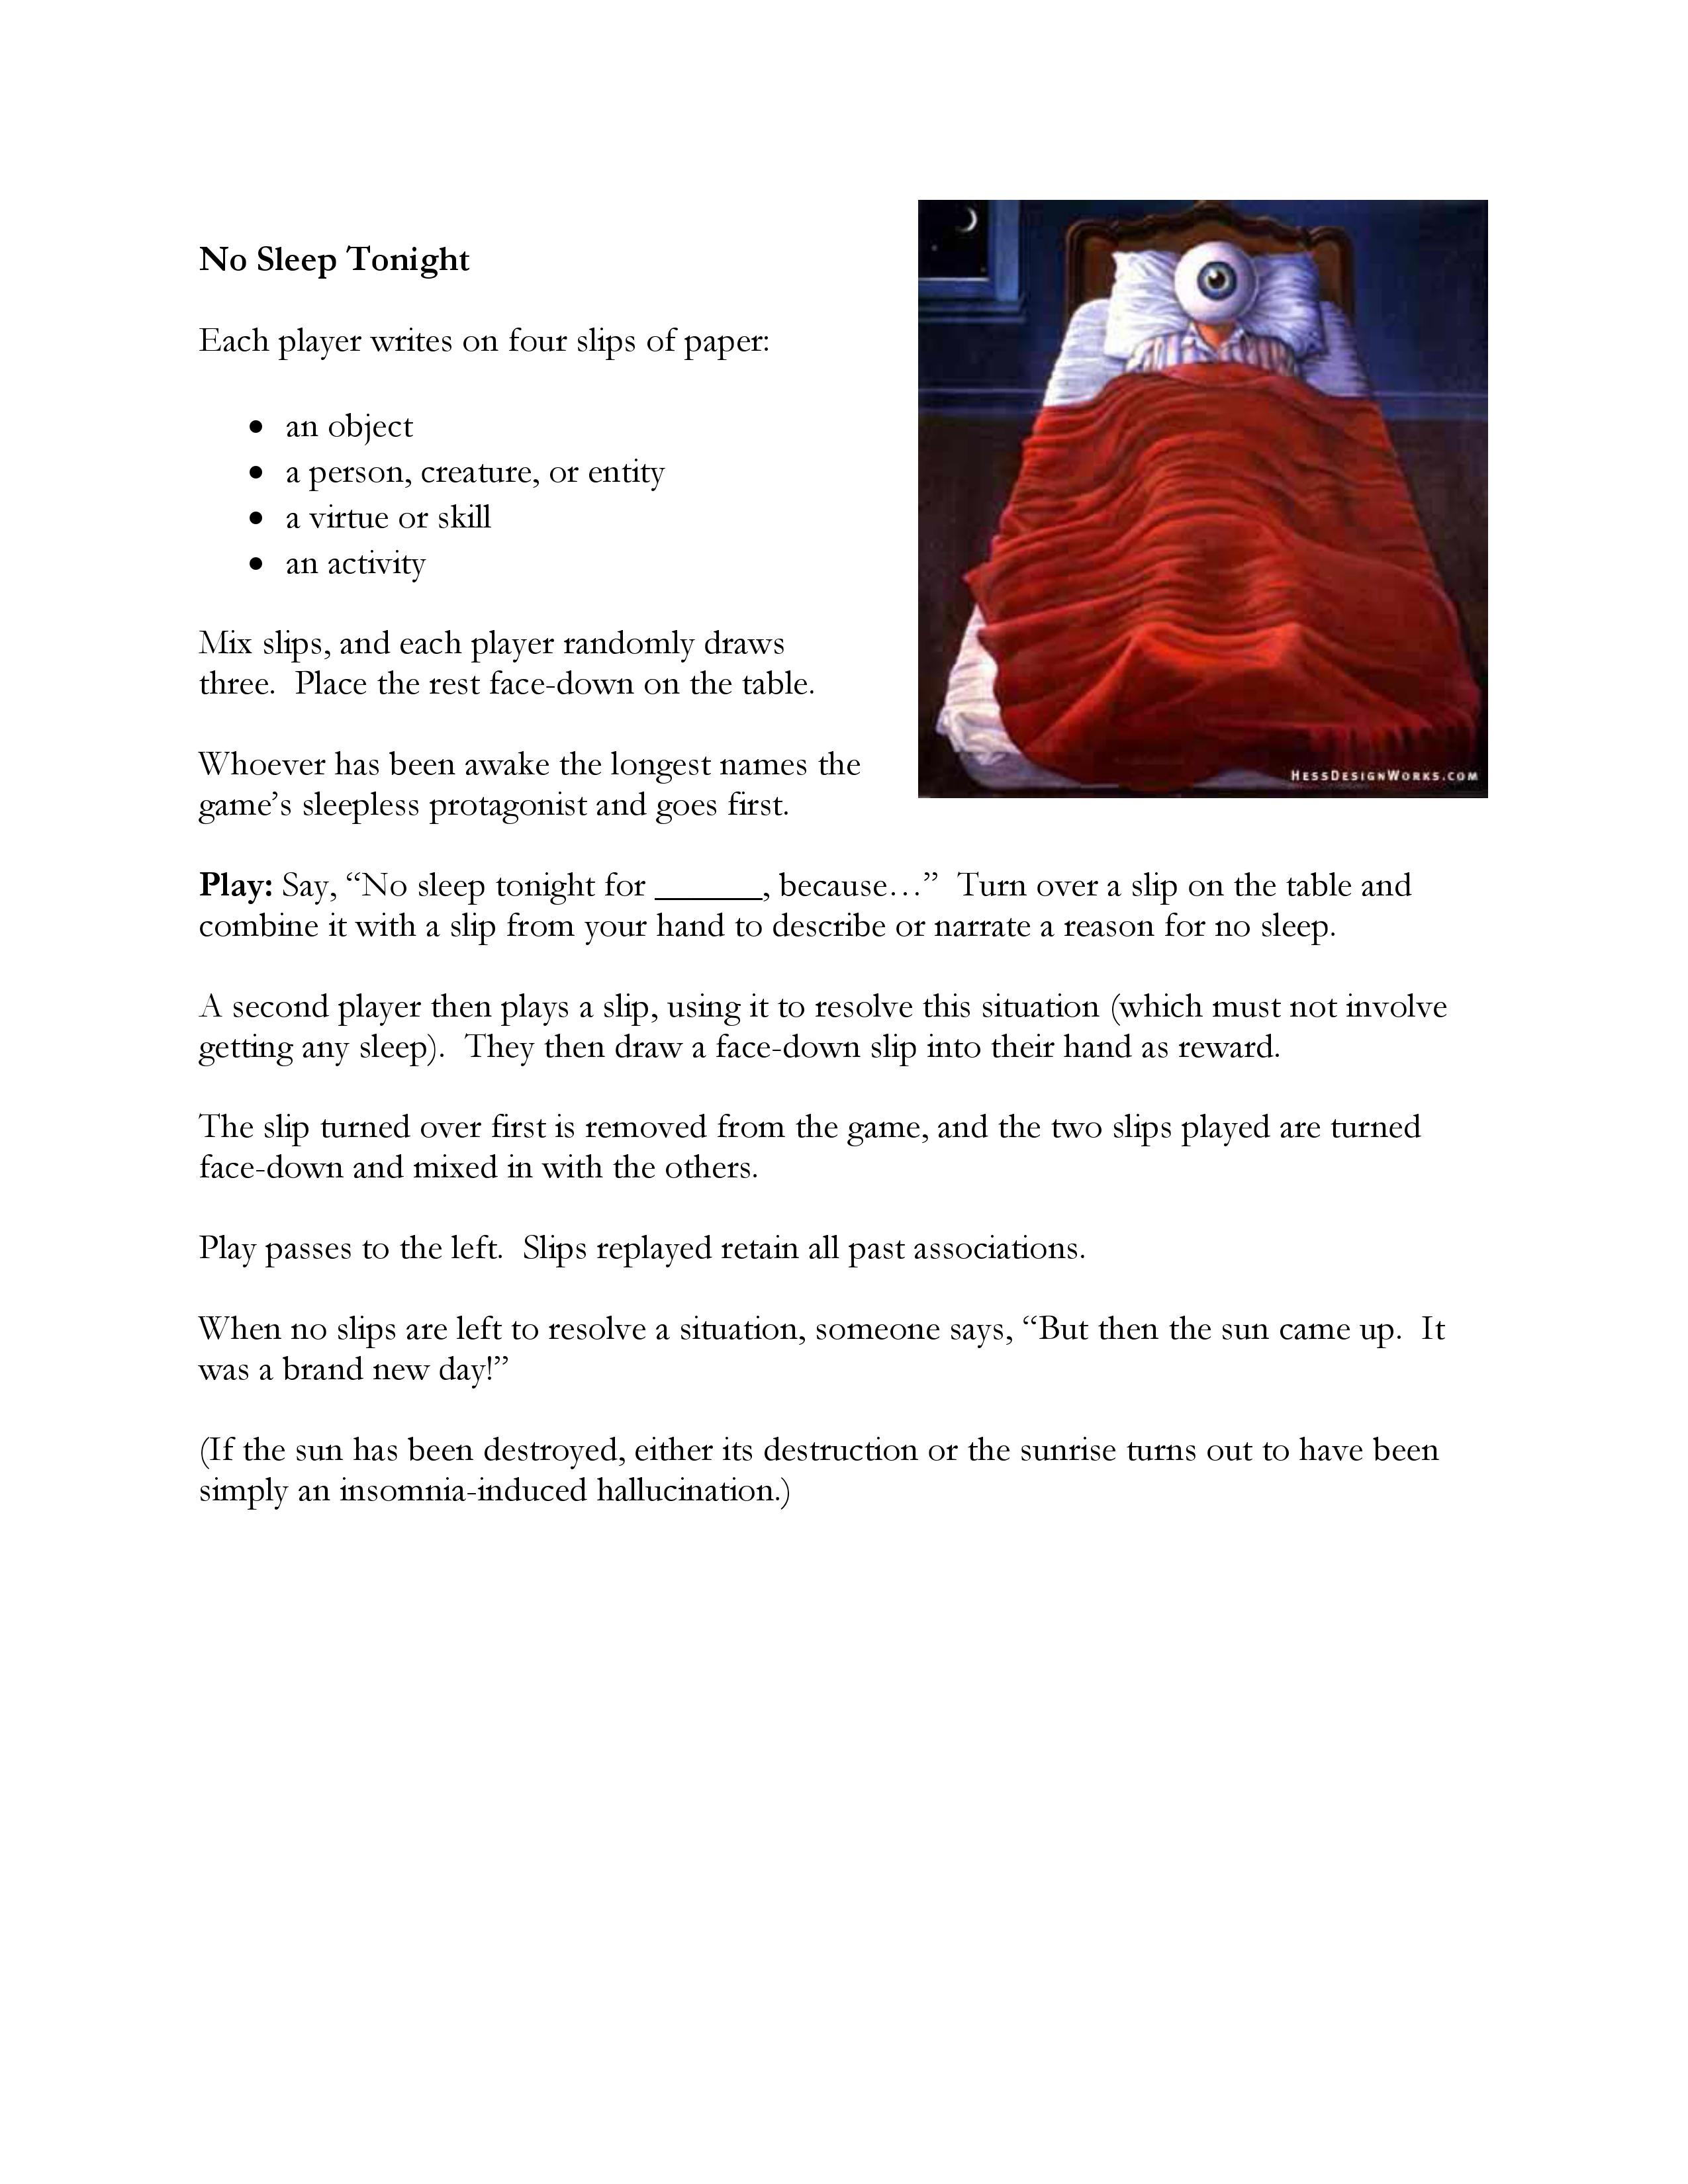 No Sleep Tonight
Each player writes on four slips of paper:
• an object
• a person, creature, or entity
• a virtue or skill
• an activity
Mix slips, and each player randomly draws
three.  Place the rest face-down on the table.
Whoever has been awake the longest names the
game’s sleepless protagonist and goes first.
HESSDESIGNWORKS.COM
Play: Say, “No sleep tonight for ______, because…”  Turn over a slip on the table and
combine it with a slip from your hand to describe or narrate a reason for no sleep.
A second player then plays a slip, using it to resolve this situation (which must not involve
getting any sleep).  They then draw a face-down slip into their hand as reward.
The slip turned over first is removed from the game, and the two slips played are turned
face-down and mixed in with the others.
Play passes to the left.  Slips replayed retain all past associations.
When no slips are left to resolve a situation, someone says, “But then the sun came up.  It
was a brand new day!”
(If the sun has been destroyed, either its destruction or the sunrise turns out to have been
simply an insomnia-induced hallucination.)